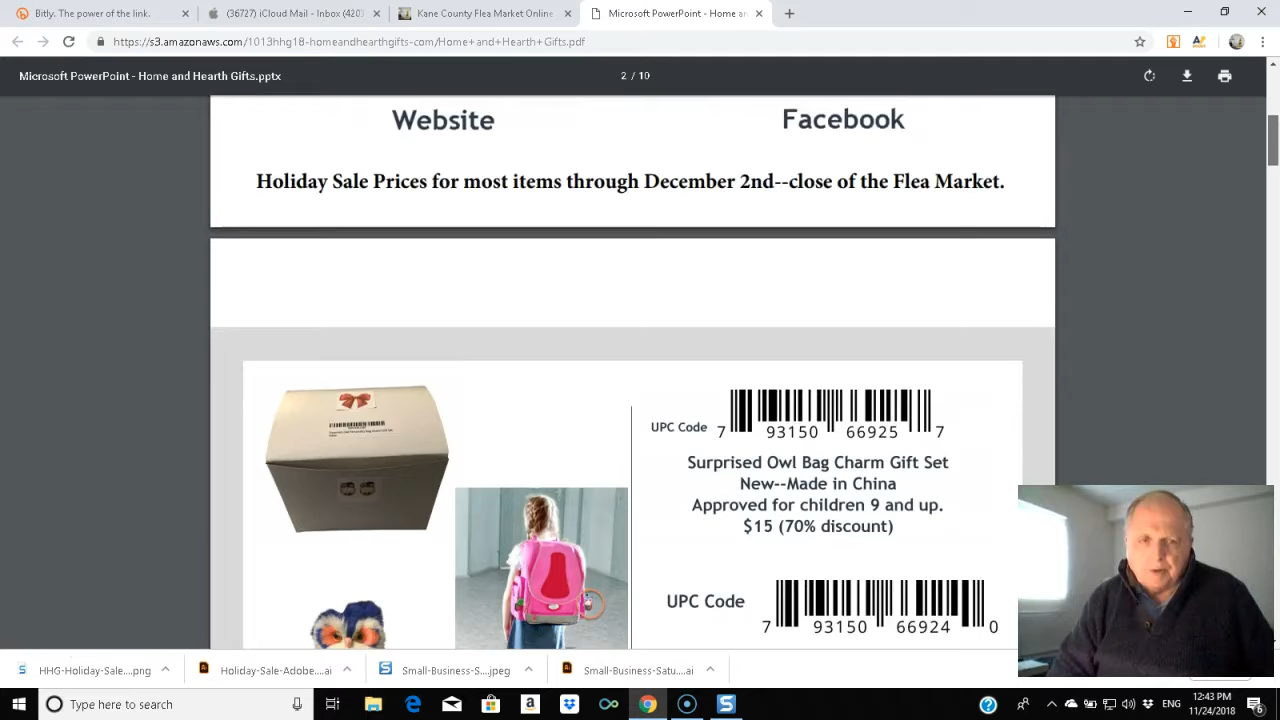 Bitly. The power of the link.
(36727) iCloud Mail - Inbox (420)
Kane County Flea Market Online
Microsoft PowerPoint - Home and
https://s3.amazonaws.com/1013hhg18-homeandhearthgifts-com/Home+and+Hearth+Gifts.pdf
Microsoft PowerPoint - Home and Hearth Gifts.pptx
2 / 10
Website
Facebook
Holiday Sale Prices for most items through December 2nd--close of the Flea Market.
UPC Code
7 93150 66925 7
Surprised Owl Bag Charm Gift Set
New--Made in China
Approved for children 9 and up.
$15 (70% discount)
UPC Code
7 93150 66924 0
HHG-Holiday-Sale...png
Holiday-Sale-Adobe....ai
Small-Business-S....jpeg
Small-Business-Satu....ai
Type here to search
ENG
12:43 PM
11/24/2018